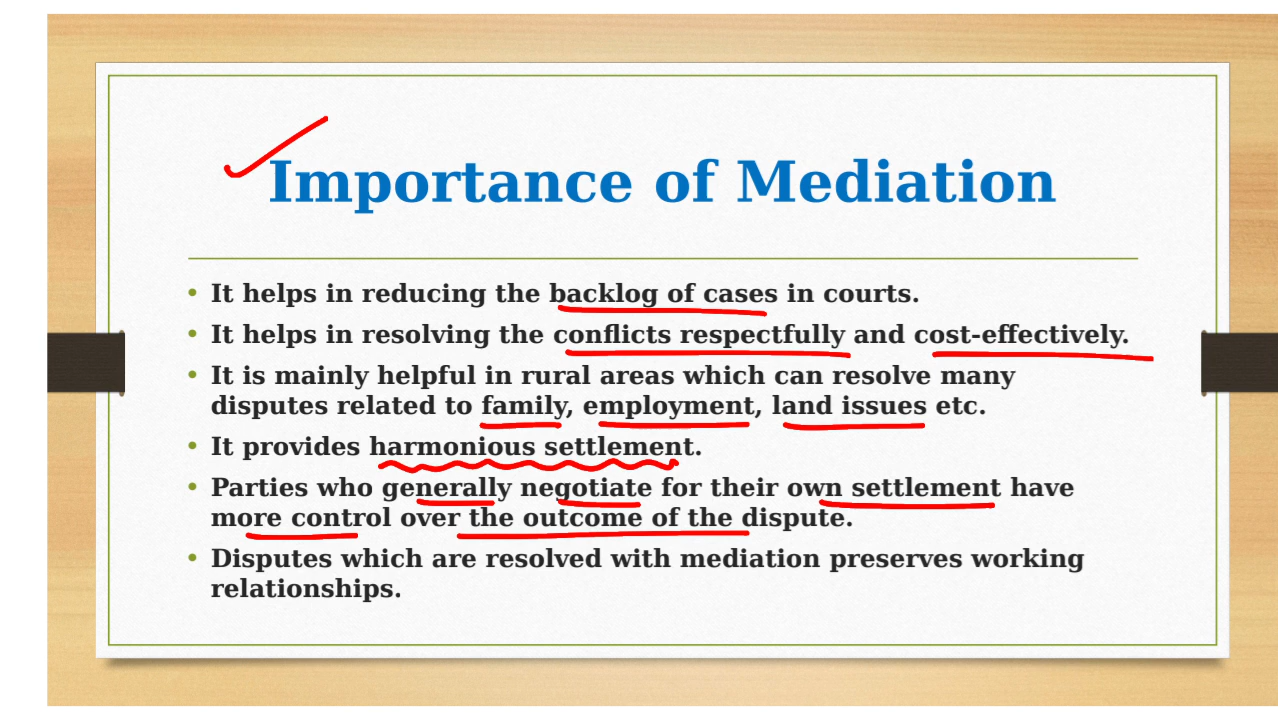 Importance of Mediation
• It helps in reducing the backlog of cases in courts.
• It helps in resolving the conflicts respectfully and cost-effectively.
• It is mainly helpful in rural areas which can resolve many
disputes related to family, employment, land issues etc.
• It provides harmonious settlement.
• Parties who generally negotiate for their own settlement have
more control over the outcome of the dispute.
• Disputes which are resolved with mediation preserves working
relationships.